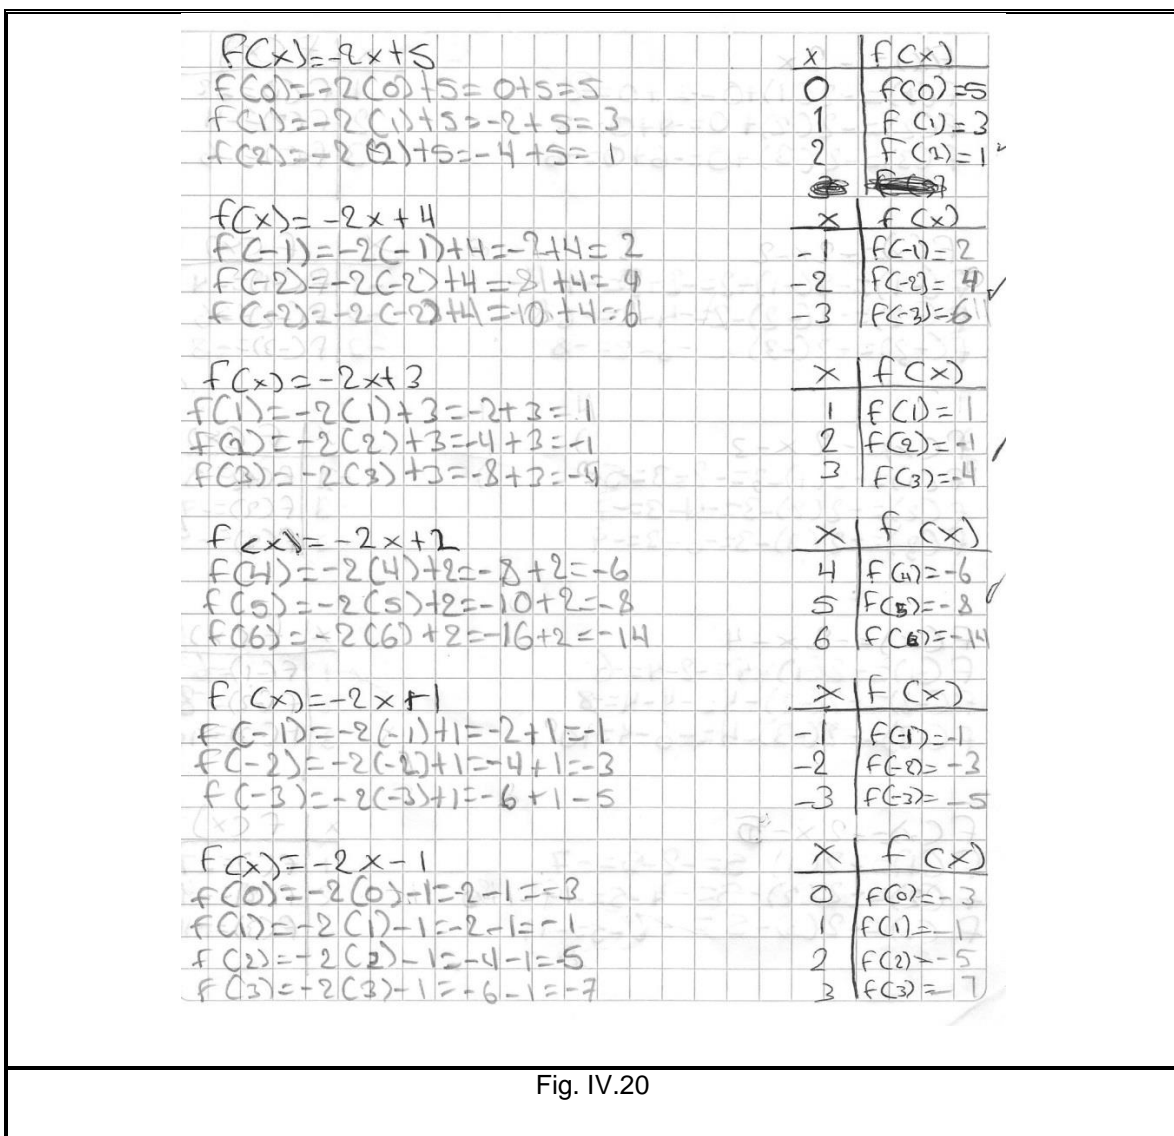 f(x)=-2x+5
f(0)=-2(0)+5=0+5=5
f(1)=-2(1)+5=-2+5=3
f(2)=-2(2)+5=-4+5=1
x f(x)
0 f(0)=5
1 f(1)=3
2 f(2)=1
f(x)=-2x+4
f(-1)=-2(-1)+4=-2+4=2
f(-2)=-2(-2)+4=-8+4=4
f(-2)=-2(-2)+4=-10+4=6
x f(x)
-1 f(-1)=2
-2 f(-2)=4
-3 f(-3)=6
f(x)=-2x+3
f(1)=-2(1)+3=-2+3=1
f(2)=-2(2)+3=-4+3=-1
f(3)=-2(3)+3=-8+3=-4
x f(x)
1 f(1)=1
2 f(2)=-1
3 f(3)=-4
f(x)=-2x+2
f(4)=-2(4)+2=-8+2=-6
f(5)=-2(5)+2=-10+2=-8
f(6)=-2(6)+2=-16+2=-14
x f(x)
4 f(4)=-6
5 f(5)=-8
6 f(6)=-14
f(x)=-2x+1
f(-1)=-2(-1)+1=-2+1=-1
f(-2)=-2(-2)+1=-4+1=-3
f(-3)=-2(-3)+1=-6+1-5
x f(x)
-1 f(-1)=-1
-2 f(-2)=-3
-3 f(-3)=-5
f(x)=-2x-1
f(0)=-2(0)-1=-2-1=-3
f(1)=-2(1)-1=-2-1=-1
f(2)=-2(2)-1=-4-1=-5
f(3)=-2(3)-1=-6-1=-7
x f(x)
0 f(0)=-3
1 f(1)=-1
2 f(2)=-5
3 f(3)=-7
Fig. IV.20